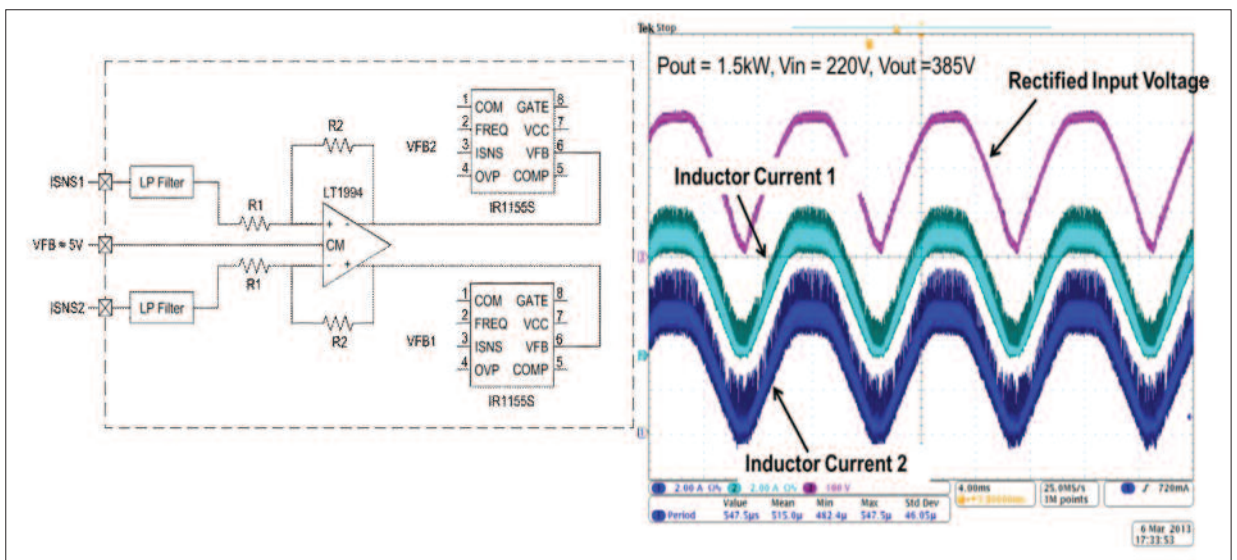 ISNS1
LP Filter
R1
R2
LT1994
+ -
CM
- +
VFB ≈ 5V
ISNS2
LP Filter
R1
R2
VFB2
1 COM GATE 8
2 FREQ VCC 7
3 ISNS VFB 6
4 OVP COMP 5
IR1155S
VFB1
1 COM GATE 8
2 FREQ VCC 7
3 ISNS VFB 6
4 OVP COMP 5
IR1155S
Tek Stop
Pout = 1.5kW, Vin = 220V, Vout =385V
Rectified Input Voltage
Inductor Current 1
Inductor Current 2
1 2.00 A 2 2.00 A 3 100 V
4.00ms
25.0MS/s
1M points
1 720mA
Value Mean Min Max Std Dev
1 Period 547.5µs 515.0µ 482.4µ 547.5µ 46.05µ
6 Mar 2013
17:33:53